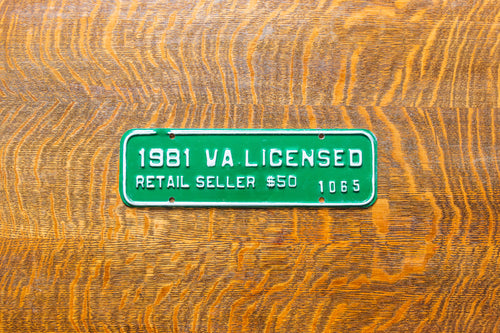 1981 VA.LICENSED
RETAIL SELLER $50 1065